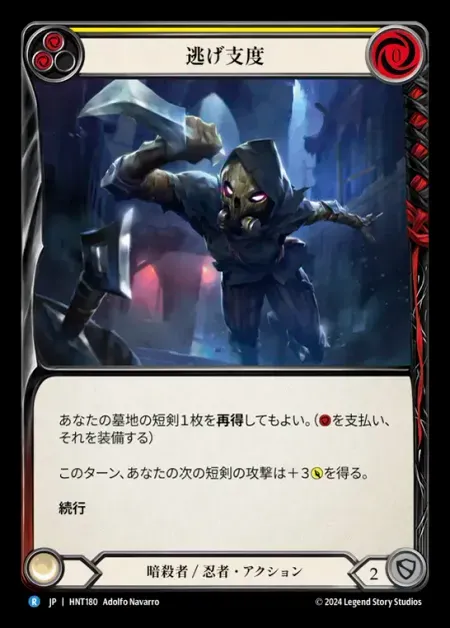 逃げ支度
0
あなたの墓地の短剣1枚を再得してもよい。(を支払い、
それを装備する)
このターン、あなたの次の短剣の攻撃は+3を得る。
続行
暗殺者 / 忍者・アクション
2
R JP | HNT180 Adolfo Navarro
© 2024 Legend Story Studios